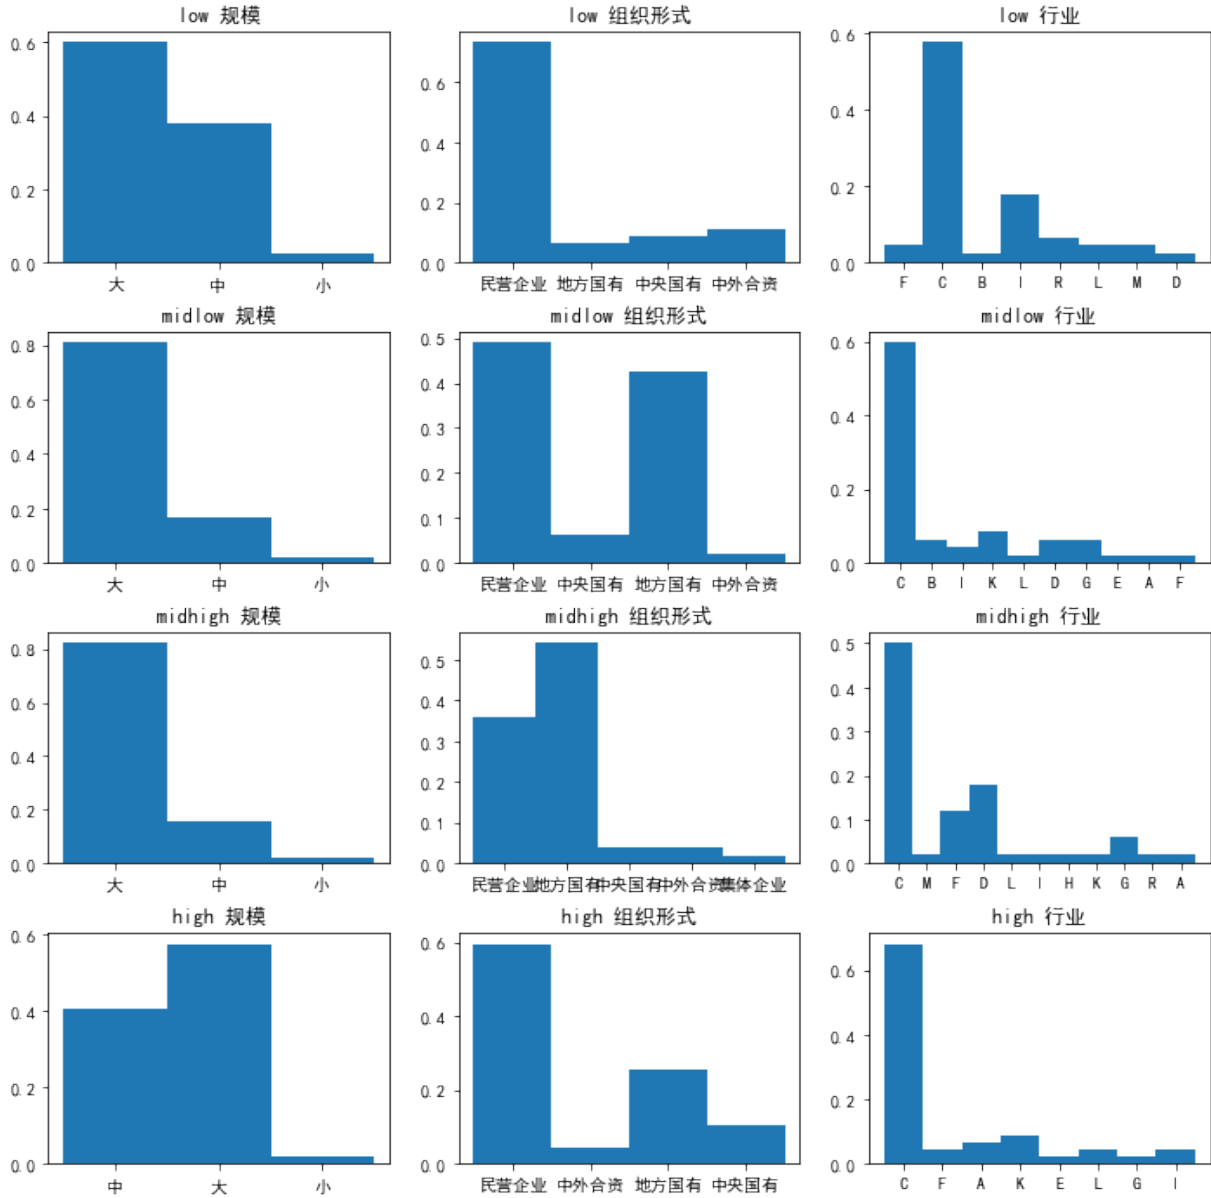 low 规模
0.6
0.4
0.2
0.0
大 中 小
low 组织形式
0.6
0.4
0.2
0.0
民营企业 地方国有 中央国有 中外合资
low 行业
0.6
0.4
0.2
0.0
F C B I R L M D
midlow 规模
0.8
0.6
0.4
0.2
0.0
大 中 小
midlow 组织形式
0.5
0.4
0.3
0.2
0.1
0.0
民营企业 中央国有 地方国有 中外合资
midlow 行业
0.6
0.4
0.2
0.0
C B I K L D G E A F
midhigh 规模
0.8
0.6
0.4
0.2
0.0
大 中 小
midhigh 组织形式
0.5
0.4
0.3
0.2
0.1
0.0
民营企业 地方国有 中央国有 中外合资 集体企业
midhigh 行业
0.5
0.4
0.3
0.2
0.1
0.0
C M F D L I H K G R A
high 规模
0.6
0.4
0.2
0.0
中 大 小
high 组织形式
0.6
0.4
0.2
0.0
民营企业 中外合资 地方国有 中央国有
high 行业
0.6
0.4
0.2
0.0
C F A K E L G I